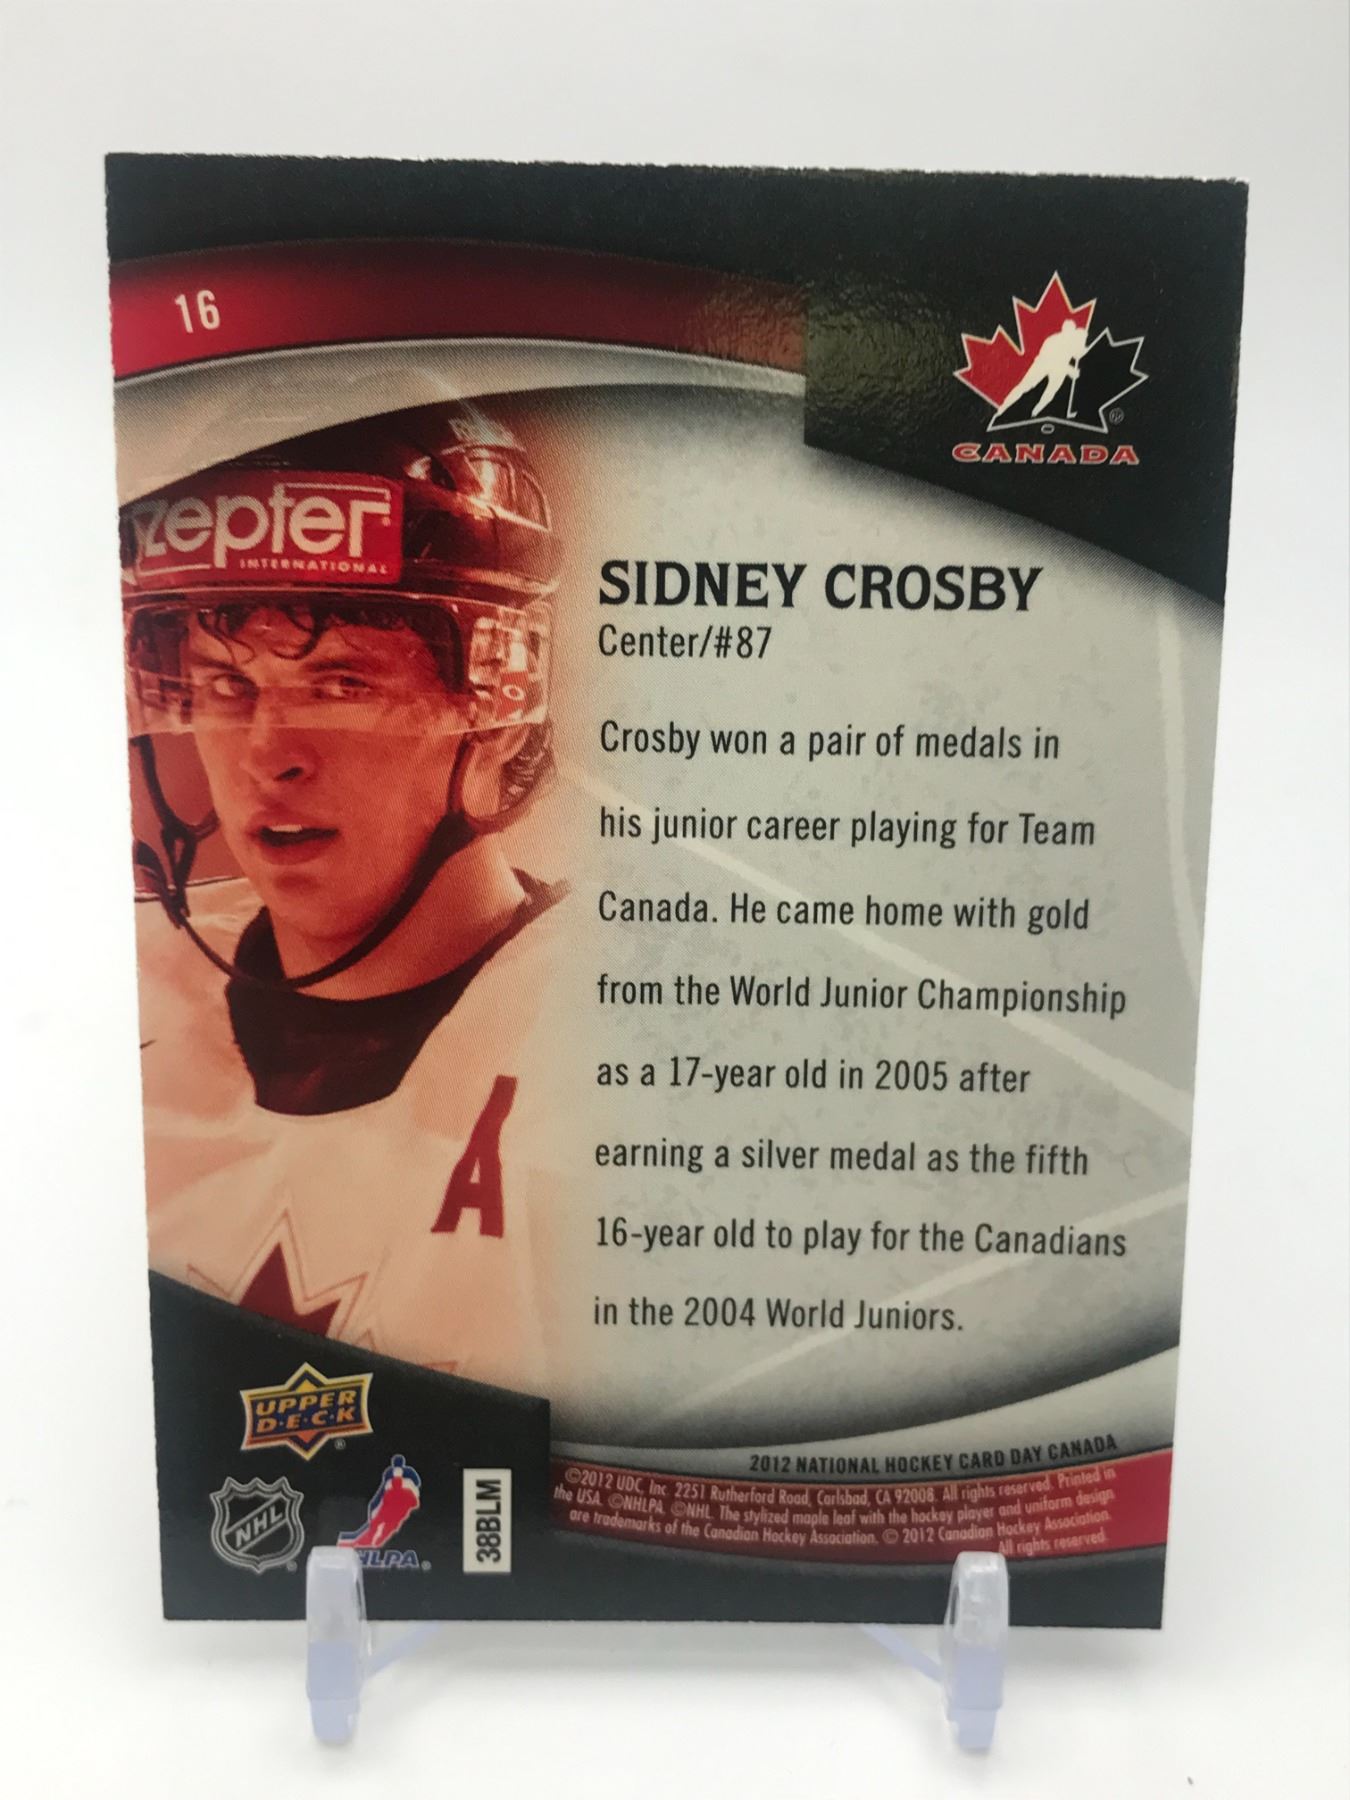 16
CANADA
zepter
INTERNATIONAL
SIDNEY CROSBY
Center/#87
Crosby won a pair of medals in
his junior career playing for Team
Canada. He came home with gold
from the World Junior Championship
as a 17-year old in 2005 after
earning a silver medal as the fifth
16-year old to play for the Canadians
in the 2004 World Juniors.
A
UPPER
D·E·C·K
NHL
NHLPA
38BLM
2012 NATIONAL HOCKEY CARD DAY CANADA
©2012 UDC, Inc. 2251 Rutherford Road, Carlsbad, CA 92008. All rights reserved. Printed in
the USA. ©NHLPA. ©NHL. The stylized maple leaf with the hockey player and uniform design
are trademarks of the Canadian Hockey Association. © 2012 Canadian Hockey Association.
All rights reserved.